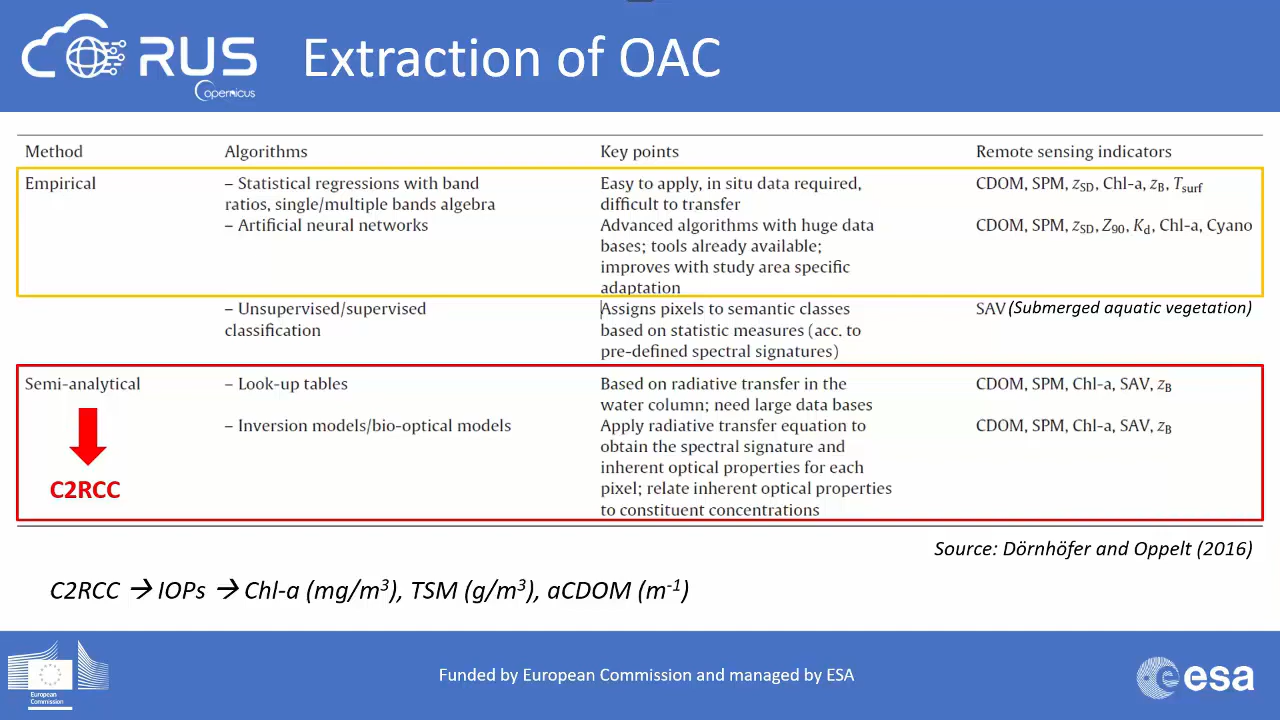 RUS
Copernicus
Extraction of OAC
Method Algorithms Key points Remote sensing indicators
Empirical – Statistical regressions with band Easy to apply, in situ data required, CDOM, SPM, zSD, Chl-a, zB, Tsurf
ratios, single/multiple bands algebra difficult to transfer
– Artificial neural networks Advanced algorithms with huge data CDOM, SPM, zSD, Z90, Kd, Chl-a, Cyano
bases; tools already available;
improves with study area specific
adaptation
– Unsupervised/supervised Assigns pixels to semantic classes SAV (Submerged aquatic vegetation)
classification based on statistic measures (acc. to
pre-defined spectral signatures)
Semi-analytical – Look-up tables Based on radiative transfer in the CDOM, SPM, Chl-a, SAV, zB
water column; need large data bases
– Inversion models/bio-optical models Apply radiative transfer equation to CDOM, SPM, Chl-a, SAV, zB
obtain the spectral signature and
inherent optical properties for each
C2RCC pixel; relate inherent optical properties
to constituent concentrations
Source: Dörnhöfer and Oppelt (2016)
C2RCC → IOPs → Chl-a (mg/m³), TSM (g/m³), aCDOM (m⁻¹)
Funded by European Commission and managed by ESA
European
Commission
esa